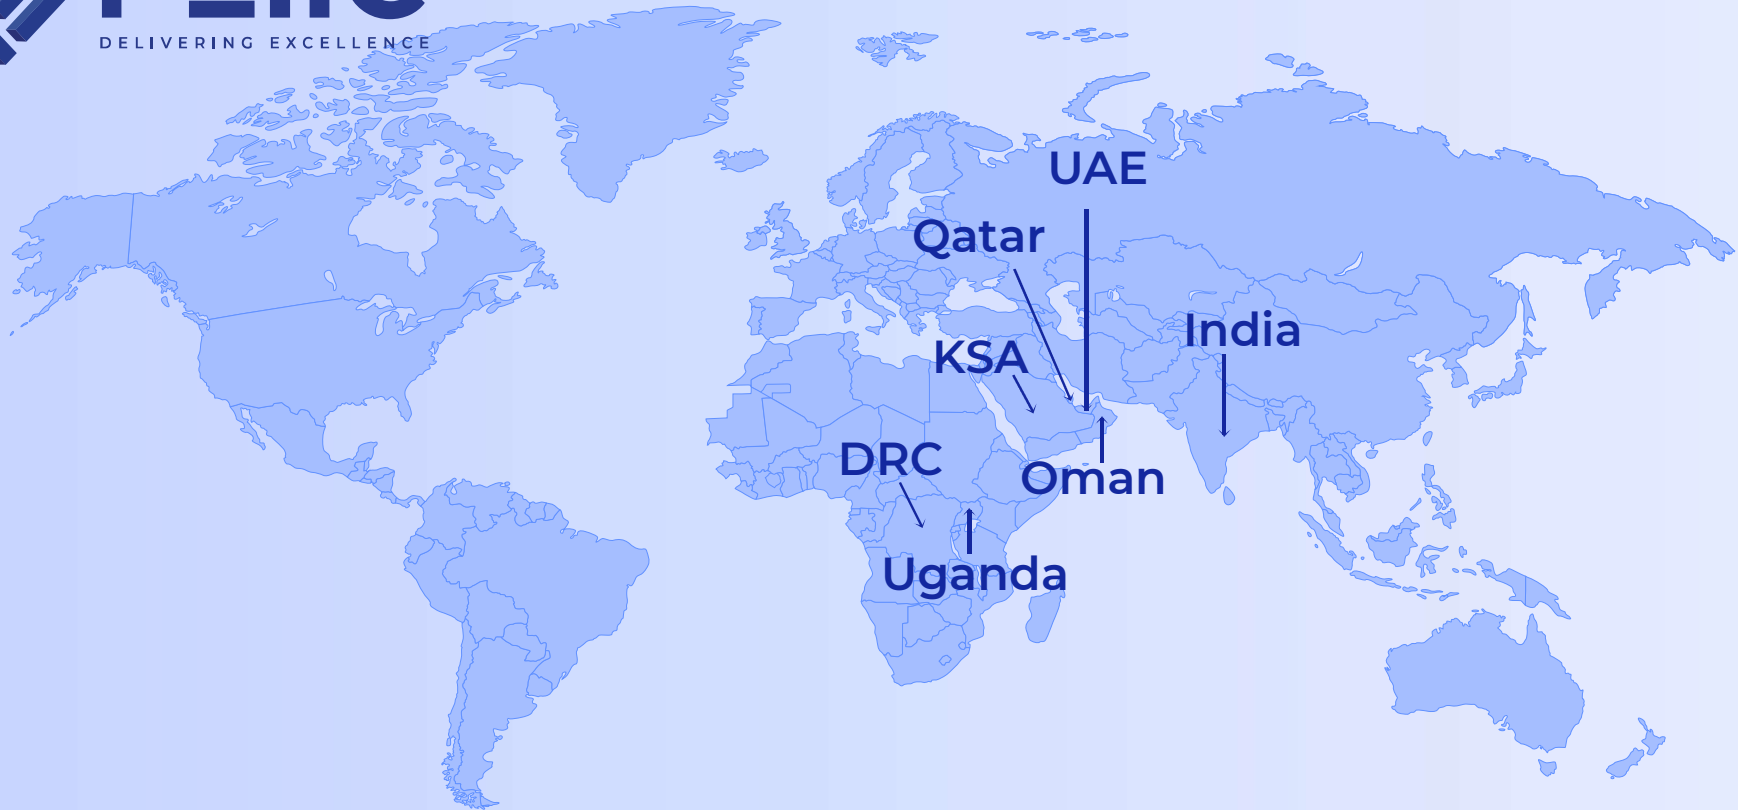 DELIVERING EXCELLENCE
UAE
Qatar
India
KSA
DRC
Oman
Uganda